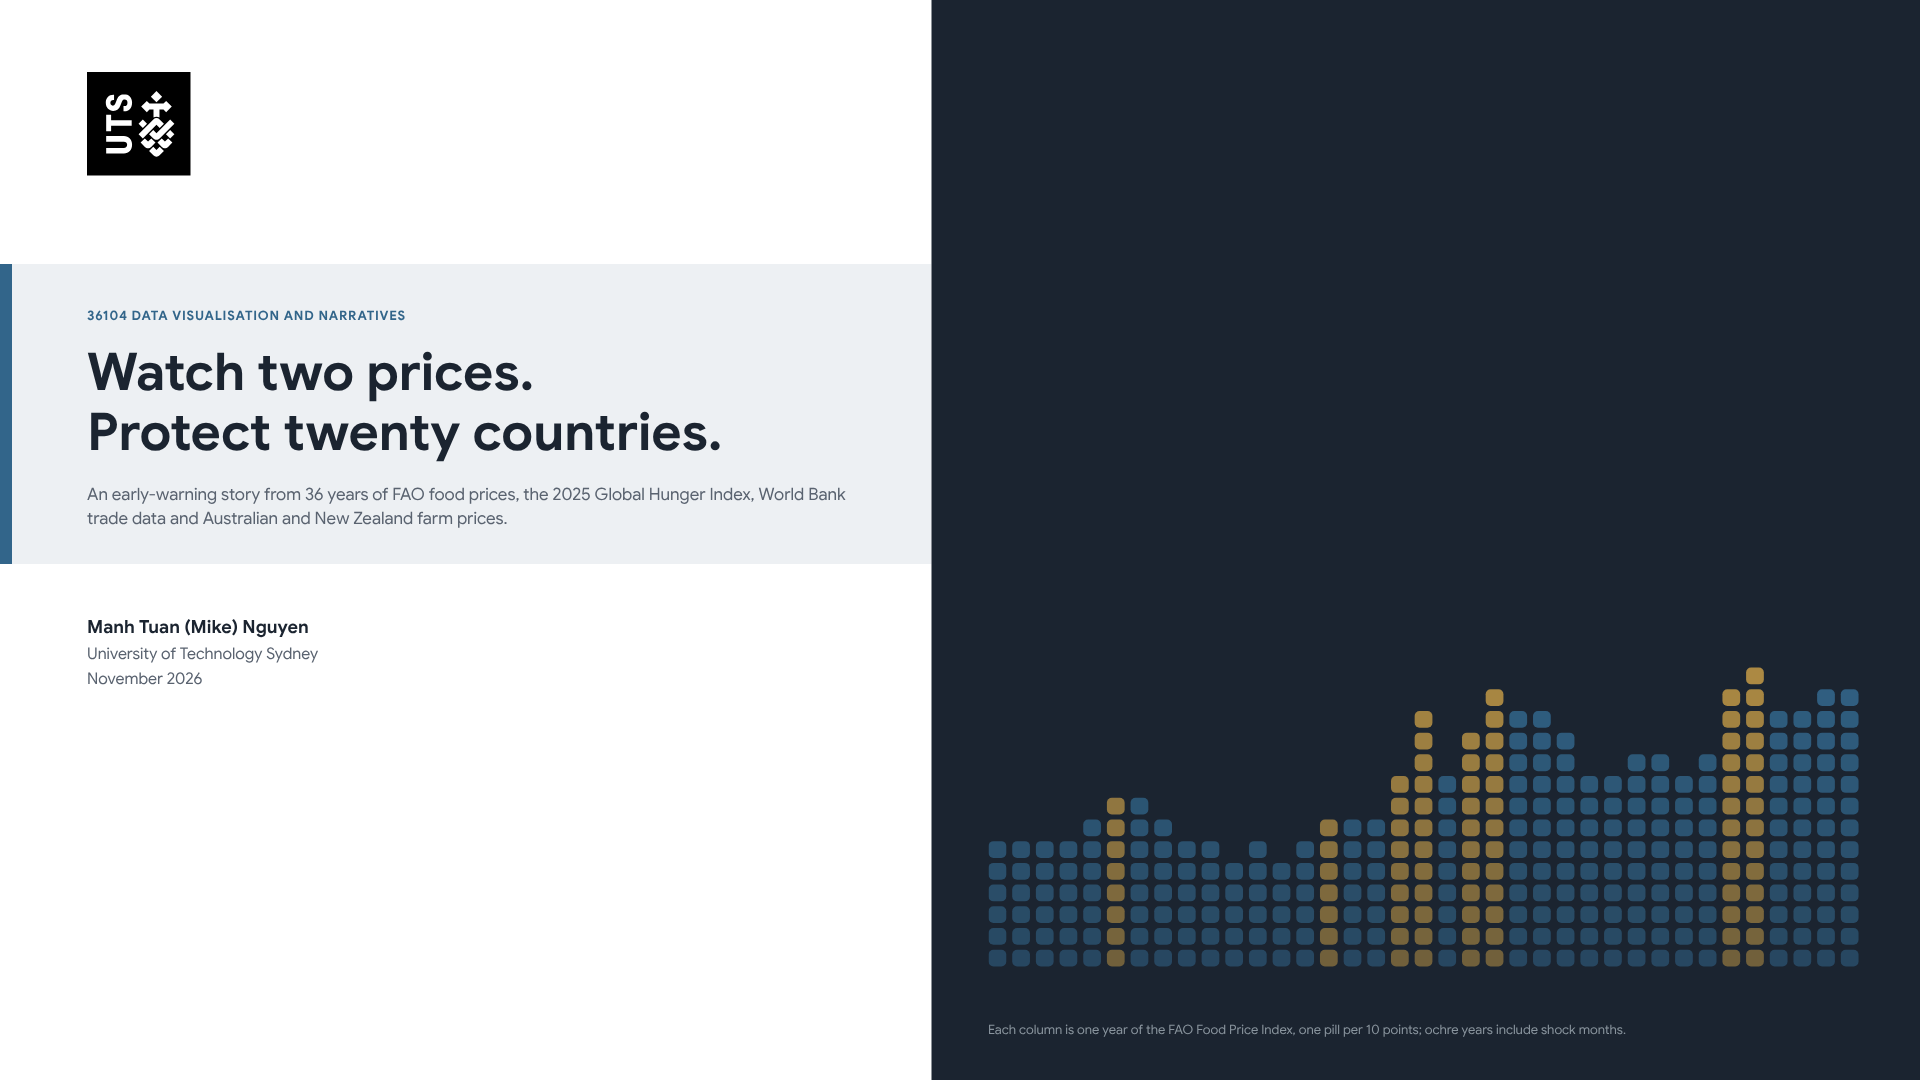 UTS
36104 DATA VISUALISATION AND NARRATIVES
Watch two prices.
Protect twenty countries.
An early-warning story from 36 years of FAO food prices, the 2025 Global Hunger Index, World Bank
trade data and Australian and New Zealand farm prices.
Manh Tuan (Mike) Nguyen
University of Technology Sydney
November 2026
Each column is one year of the FAO Food Price Index, one pill per 10 points; ochre years include shock months.